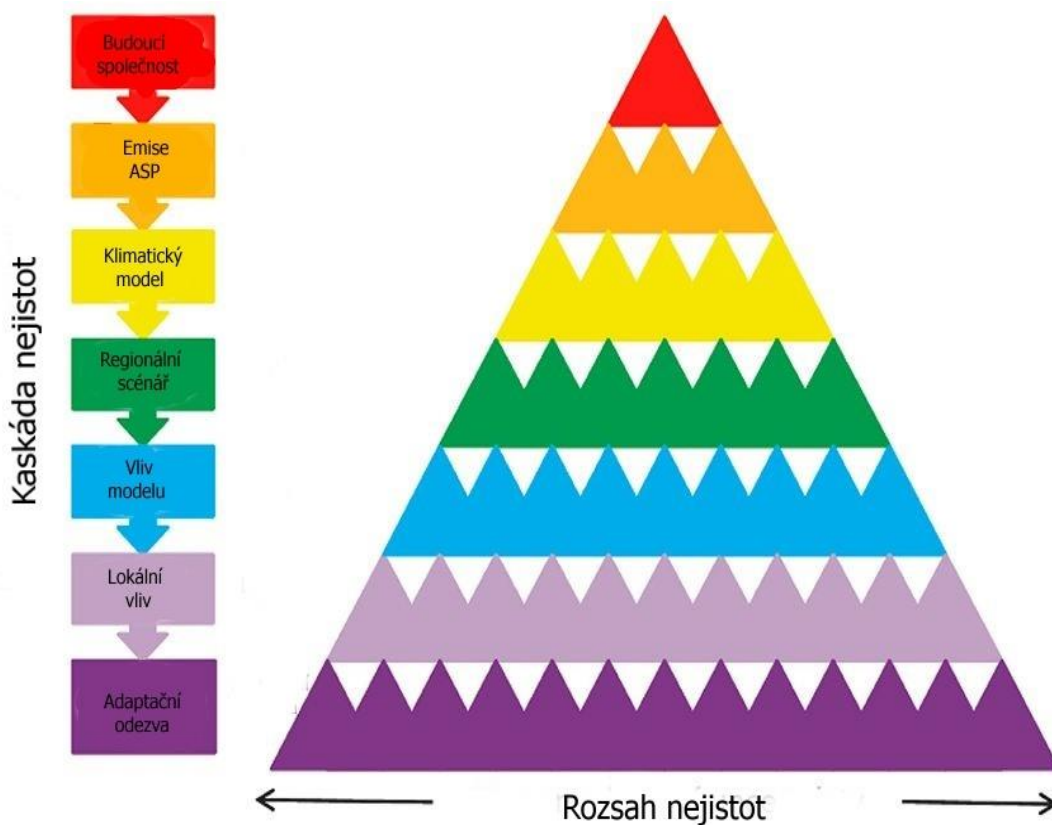 Kaskáda nejistot
Budoucí
společnost
Emise
ASP
Klimatický
model
Regionální
scénář
Vliv
modelu
Lokální
vliv
Adaptační
odezva
Rozsah nejistot